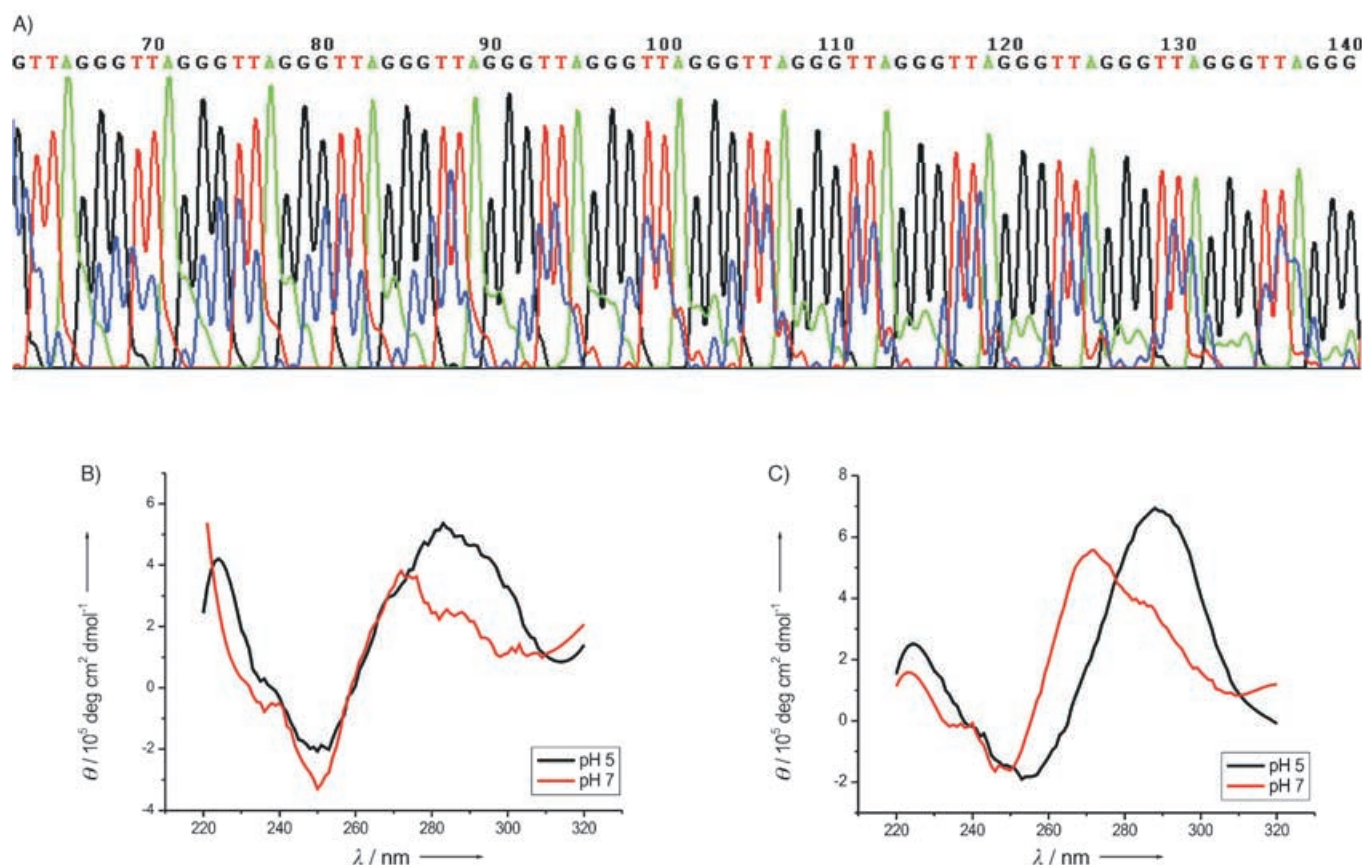 A)
70 80 90 100 110 120 130 140
GTTAGGGTTAGGGTTAGGGTTAGGGTTAGGGTTAGGGTTAGGGTTAGGGTTAGGGTTAGGGTTAGGGTTAGGGTTAGGG
B)
θ / 10⁵ deg cm² dmol⁻¹
6
4
2
0
-2
-4
pH 5
pH 7
220 240 260 280 300 320
λ / nm
C)
θ / 10⁵ deg cm² dmol⁻¹
8
6
4
2
0
-2
pH 5
pH 7
220 240 260 280 300 320
λ / nm